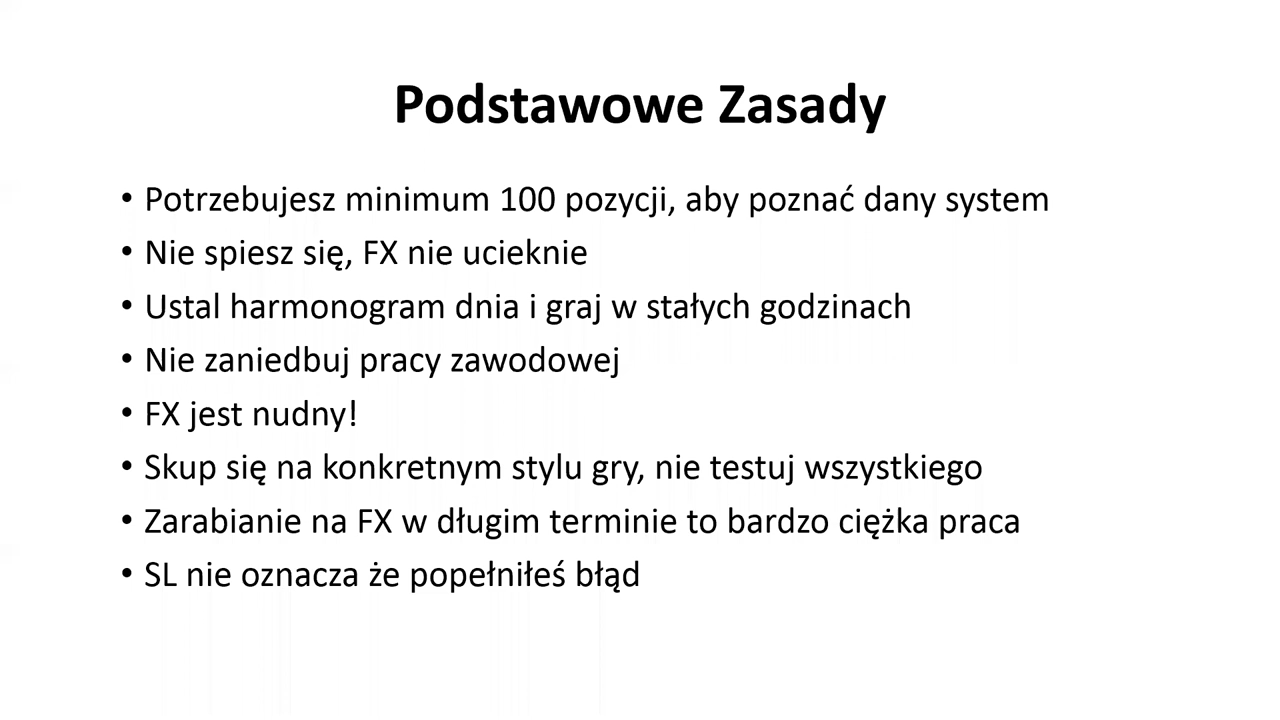 Podstawowe Zasady
• Potrzebujesz minimum 100 pozycji, aby poznać dany system
• Nie spiesz się, FX nie ucieknie
• Ustal harmonogram dnia i graj w stałych godzinach
• Nie zaniedbuj pracy zawodowej
• FX jest nudny!
• Skup się na konkretnym stylu gry, nie testuj wszystkiego
• Zarabianie na FX w długim terminie to bardzo ciężka praca
• SL nie oznacza że popełniłeś błąd